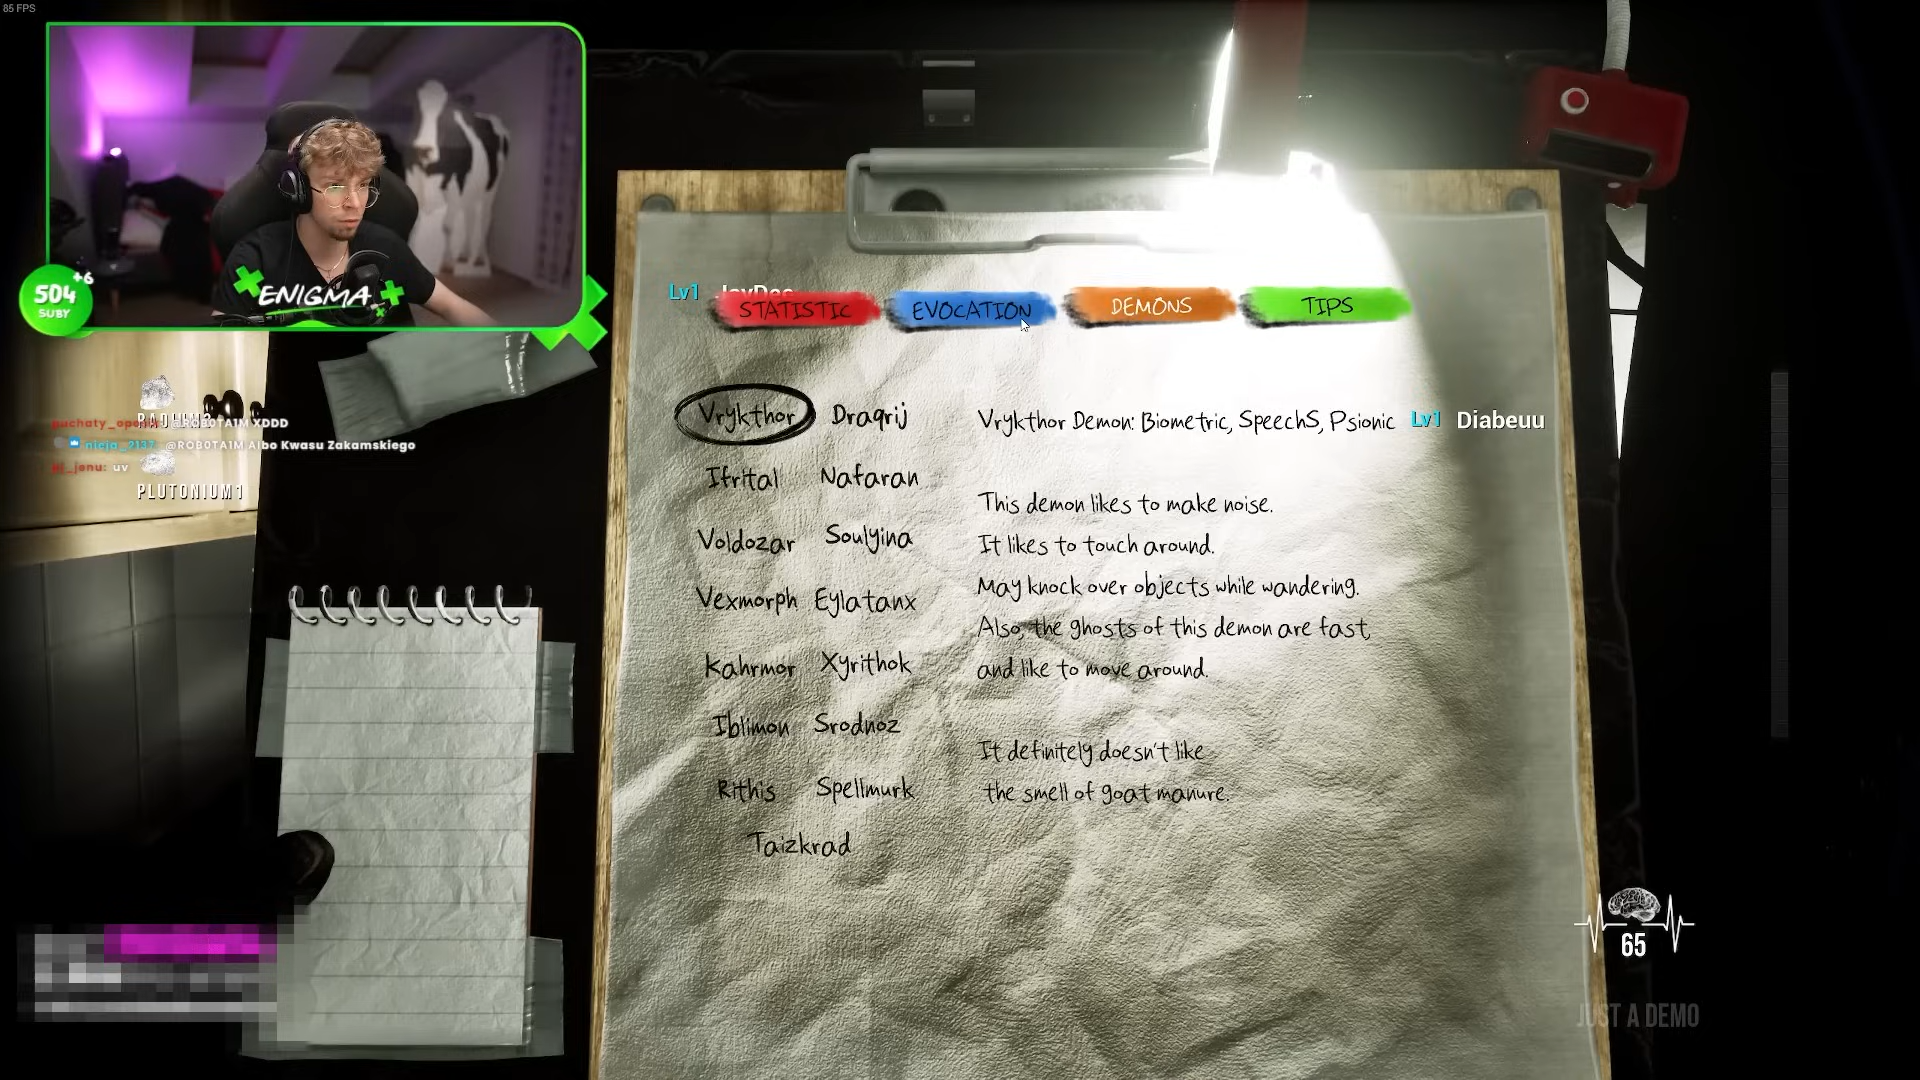 85 FPS
+6
504
SUBY
ENIGMA
Lv1
STATISTIC EVOCATION DEMONS TIPS
Vrykthor Draqrij
Ifrital Nafaran
Voldozar Soulyina
Vexmorph Eylatanx
Kahrmor Xyrithok
Iblimon Srodnoz
Rithis Spellmurk
Taizkrad
Vrykthor Demon: Biometric, SpeechS, Psionic Lv1 Diabeuu
This demon likes to make noise.
It likes to touch around.
May knock over objects while wandering.
Also, the ghosts of this demon are fast,
and like to move around.
It definitely doesn't like
the smell of goat manure.
@ROB0TA1M XDDD
nicja_2137: @ROB0TA1M Albo Kwasu Zakamskiego
uv
PLUTONIUM1
65
JUST A DEMO